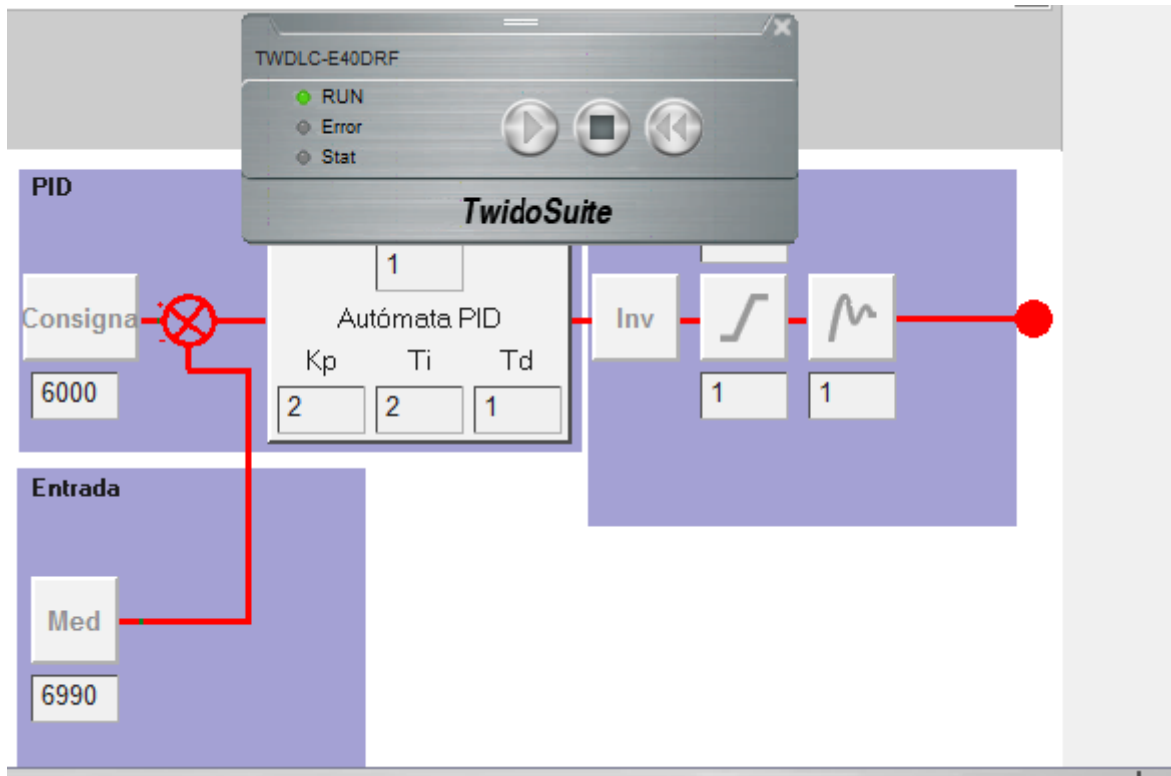 TWDLC-E40DRF
RUN
Error
Stat
TwidoSuite
PID
1
Consigna
+
-
Autómata PID
Inv
Kp Ti Td
6000
2 2 1
1 1
Entrada
Med
6990